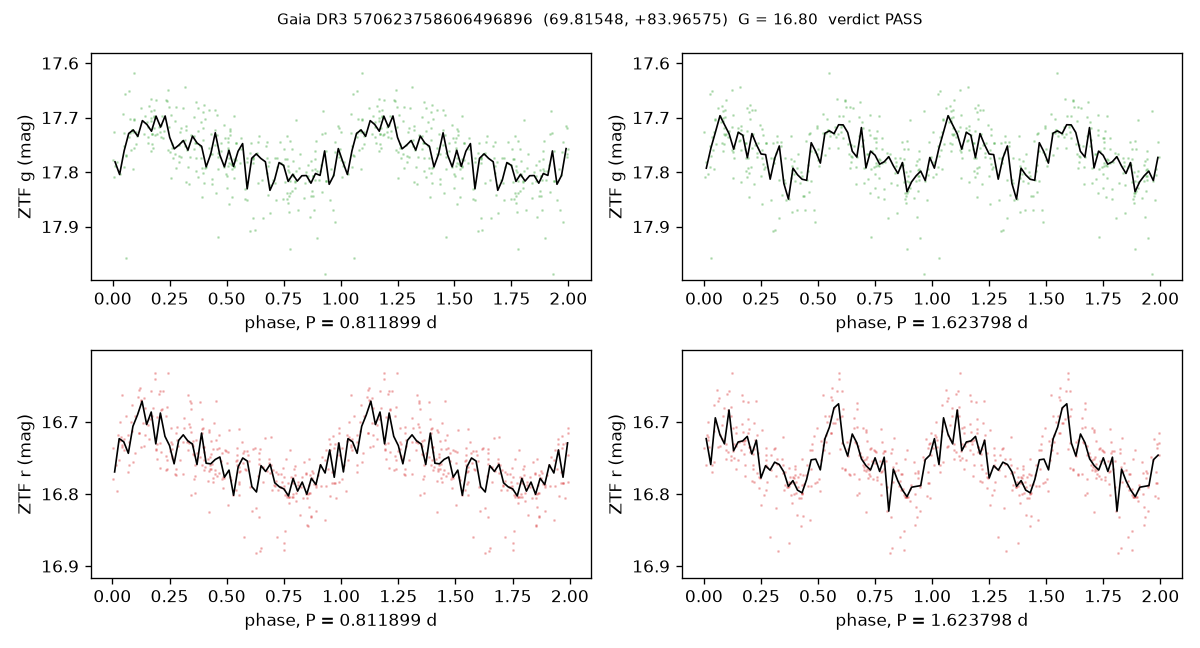 Gaia DR3 570623758606496896 (69.81548, +83.96575) G = 16.80 verdict PASS
17.6
17.7
17.8
17.9
ZTF g (mag)
0.00 0.25 0.50 0.75 1.00 1.25 1.50 1.75 2.00
phase, P = 0.811899 d
17.6
17.7
17.8
17.9
ZTF g (mag)
0.00 0.25 0.50 0.75 1.00 1.25 1.50 1.75 2.00
phase, P = 1.623798 d
16.7
16.8
16.9
ZTF r (mag)
0.00 0.25 0.50 0.75 1.00 1.25 1.50 1.75 2.00
phase, P = 0.811899 d
16.7
16.8
16.9
ZTF r (mag)
0.00 0.25 0.50 0.75 1.00 1.25 1.50 1.75 2.00
phase, P = 1.623798 d